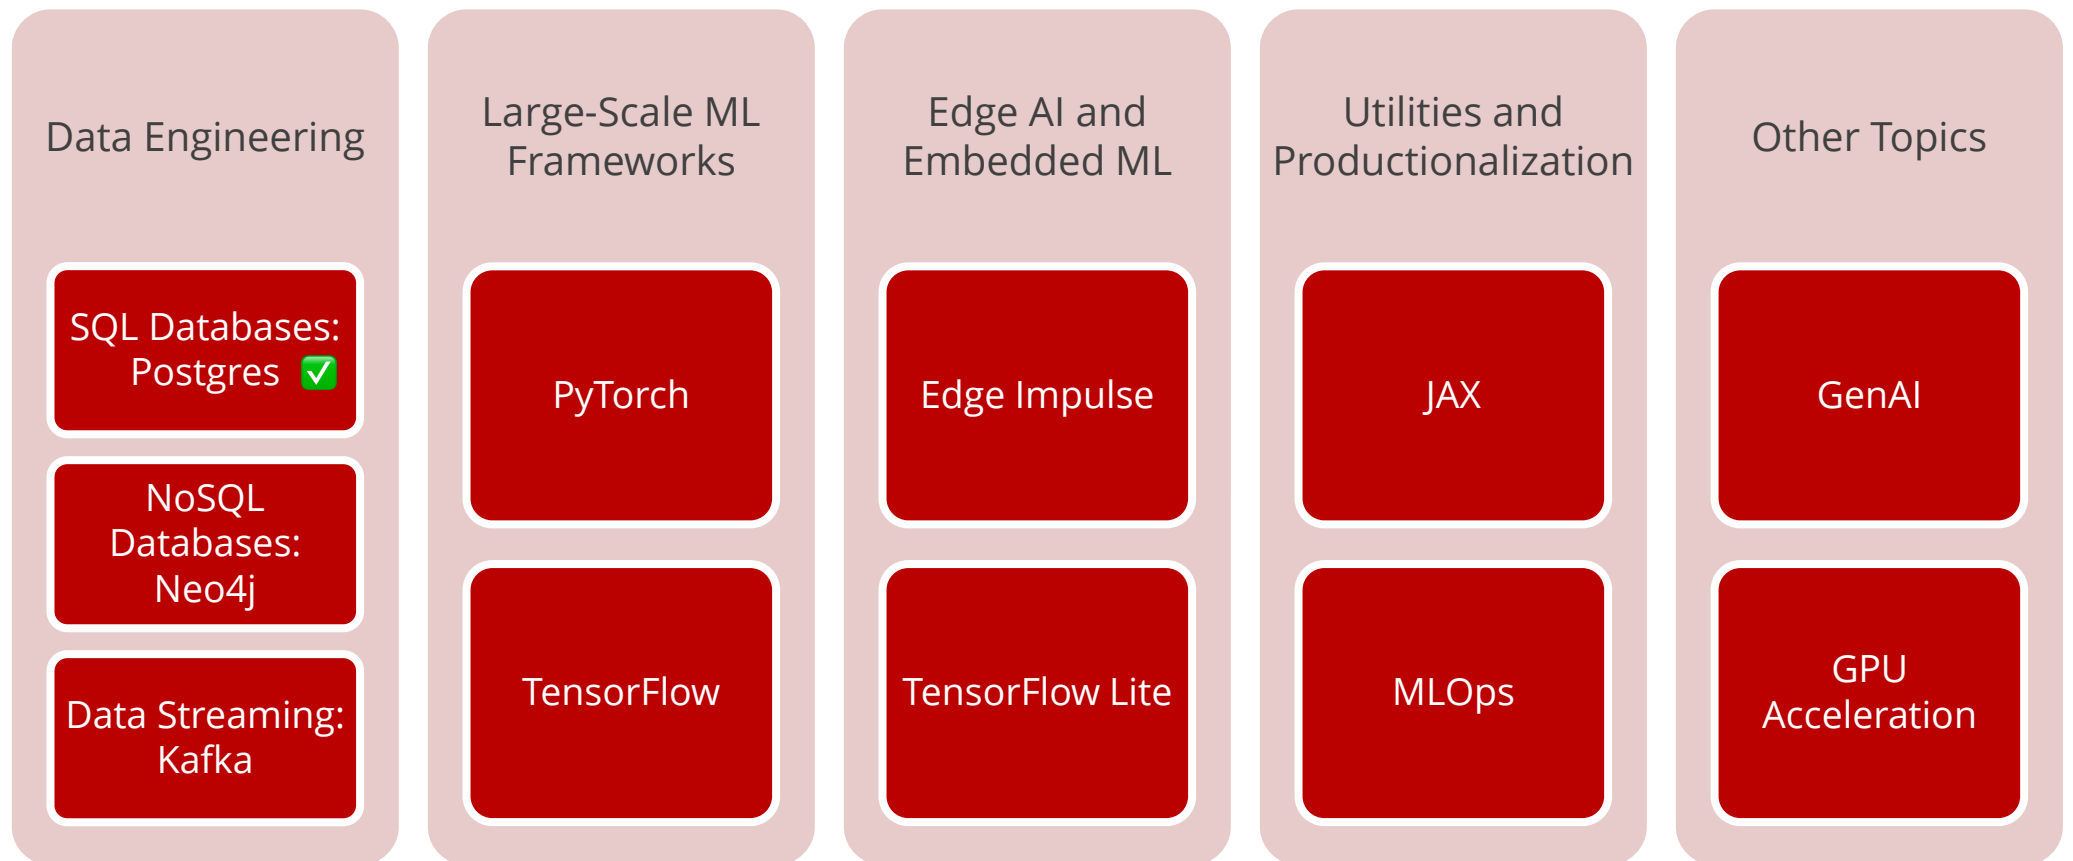 Data Engineering
SQL Databases:
Postgres ✅
NoSQL
Databases:
Neo4j
Data Streaming:
Kafka
Large-Scale ML
Frameworks
PyTorch
TensorFlow
Edge AI and
Embedded ML
Edge Impulse
TensorFlow Lite
Utilities and
Productionalization
JAX
MLOps
Other Topics
GenAI
GPU
Acceleration